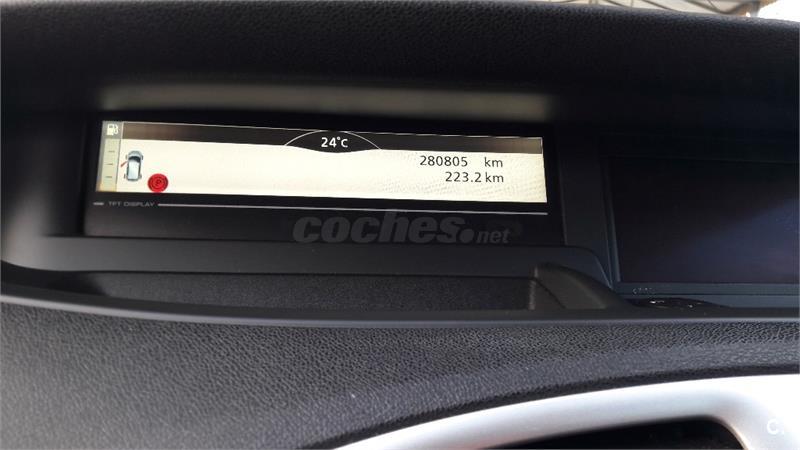 24°C
280805 km
223.2 km
P
TFT DISPLAY
coches.net
C.